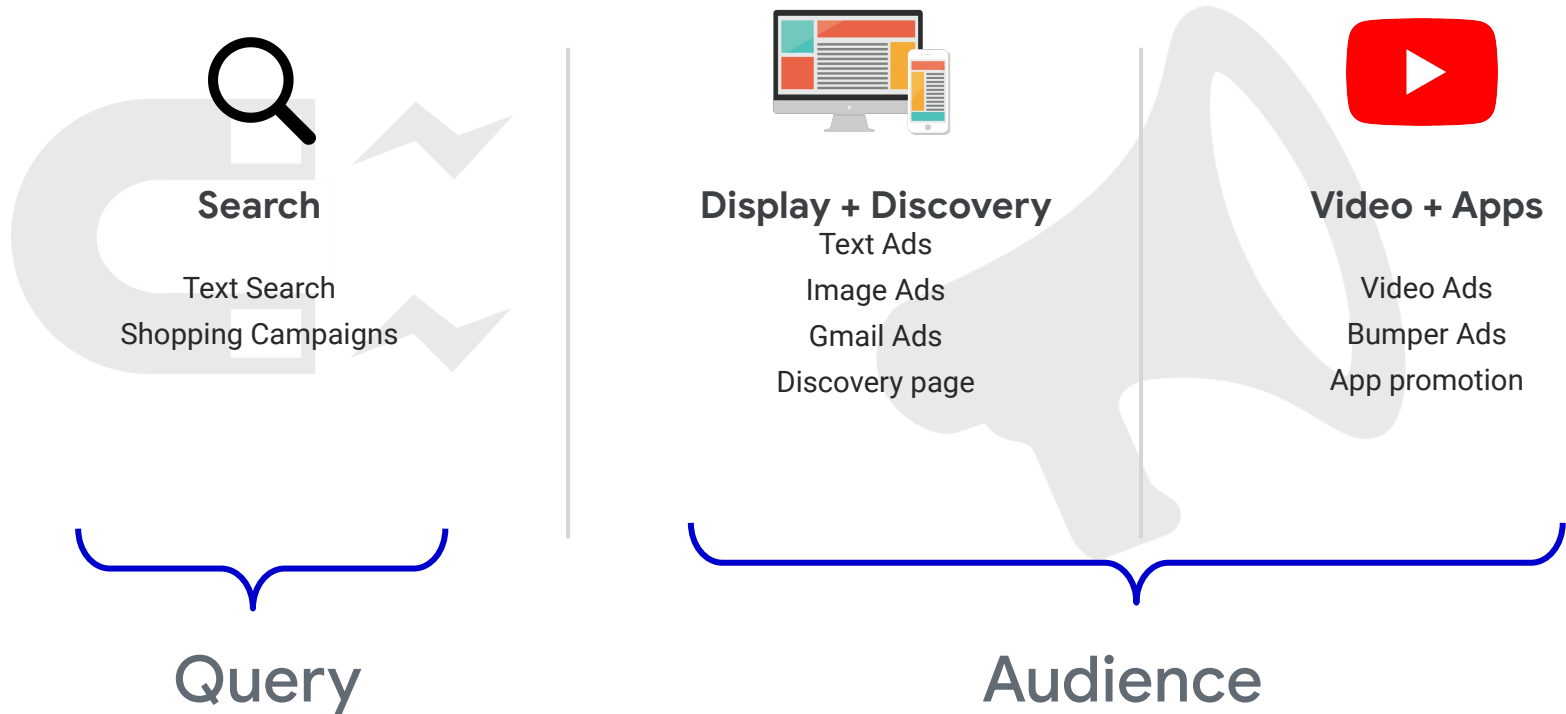 Search
Text Search
Shopping Campaigns
Display + Discovery
Text Ads
Image Ads
Gmail Ads
Discovery page
Video + Apps
Video Ads
Bumper Ads
App promotion
Query
Audience